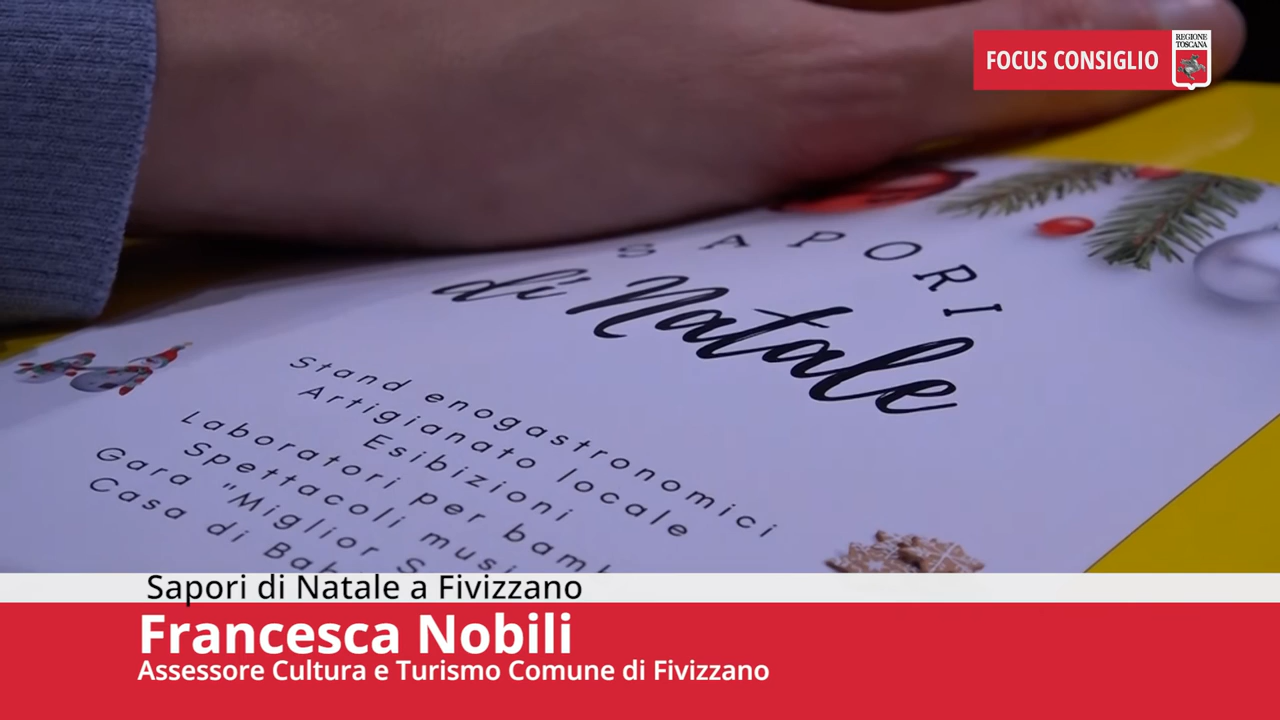 FOCUS CONSIGLIO
REGIONE
TOSCANA
SAPORI
di Natale
Stand enogastronomici
Artigianato locale
Esibizioni
Laboratori per
Spettacoli
Gara "Miglior
Casa di
Sapori di Natale a Fivizzano
Francesca Nobili
Assessore Cultura e Turismo Comune di Fivizzano